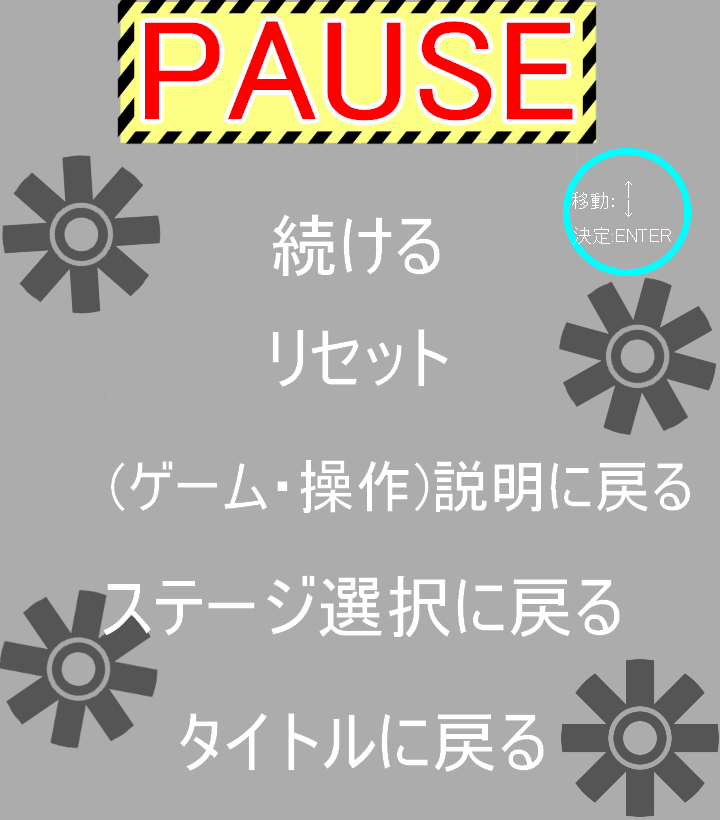 PAUSE
移動: ↑
↓
決定:ENTER
続ける
リセット
(ゲーム・操作)説明に戻る
ステージ選択に戻る
タイトルに戻る